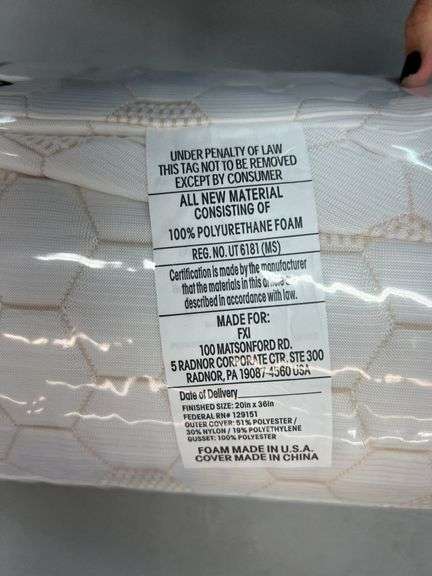 UNDER PENALTY OF LAW
THIS TAG NOT TO BE REMOVED
EXCEPT BY CONSUMER
ALL NEW MATERIAL
CONSISTING OF
100% POLYURETHANE FOAM
REG. NO. UT 6181 (MS)
Certification is made by the manufacturer
that the materials in this article
described in accordance with law.
MADE FOR:
FXI
100 MATSONFORD RD.
5 RADNOR CORPORATE CTR. STE 300
RADNOR, PA 19087-4560 USA
Date of Delivery
FINISHED SIZE: 20in x 36in
FEDERAL RN# 129151
OUTER COVER: 51% POLYESTER /
30% NYLON / 19% POLYETHYLENE
GUSSET: 100% POLYESTER
FOAM MADE IN U.S.A.
COVER MADE IN CHINA